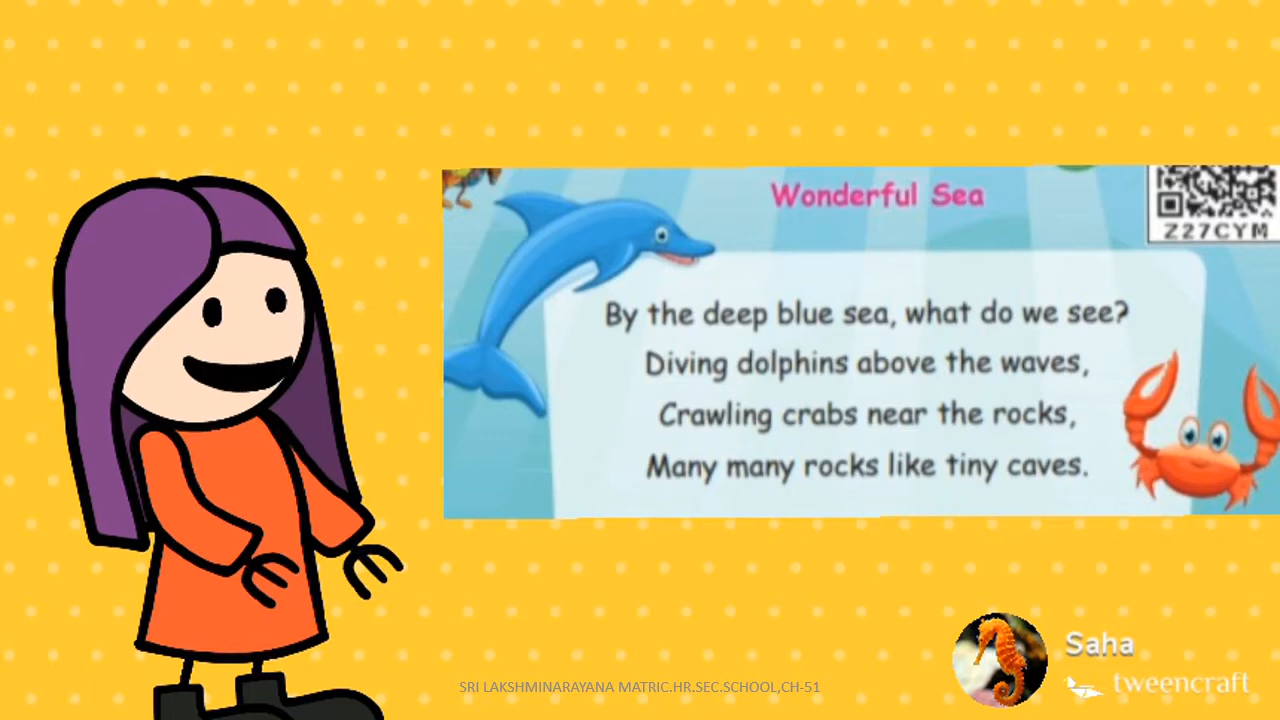 Wonderful Sea
Z27CYM
By the deep blue sea, what do we see?
Diving dolphins above the waves,
Crawling crabs near the rocks,
Many many rocks like tiny caves.
Saha
tweencraft
SRI LAKSHMINARAYANA MATRIC.HR.SEC.SCHOOL,CH-51